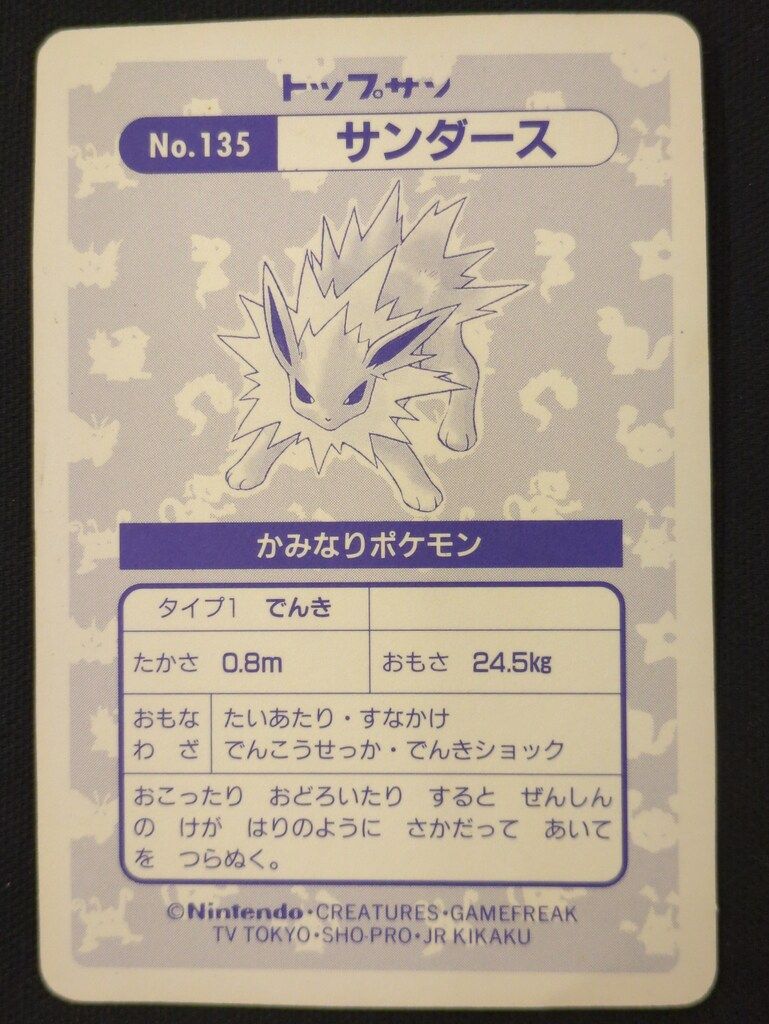 トップサン
No.135 サンダース
かみなりポケモン
タイプ1 でんき
たかさ 0.8m おもさ 24.5kg
おもな たいあたり・すなかけ
わ ざ でんこうせっか・でんきショック
おこったり おどろいたり すると ぜんしん
の けが はりのように さかだって あいて
を つらぬく。
©Nintendo・CREATURES・GAMEFREAK
TV TOKYO・SHO-PRO・JR KIKAKU